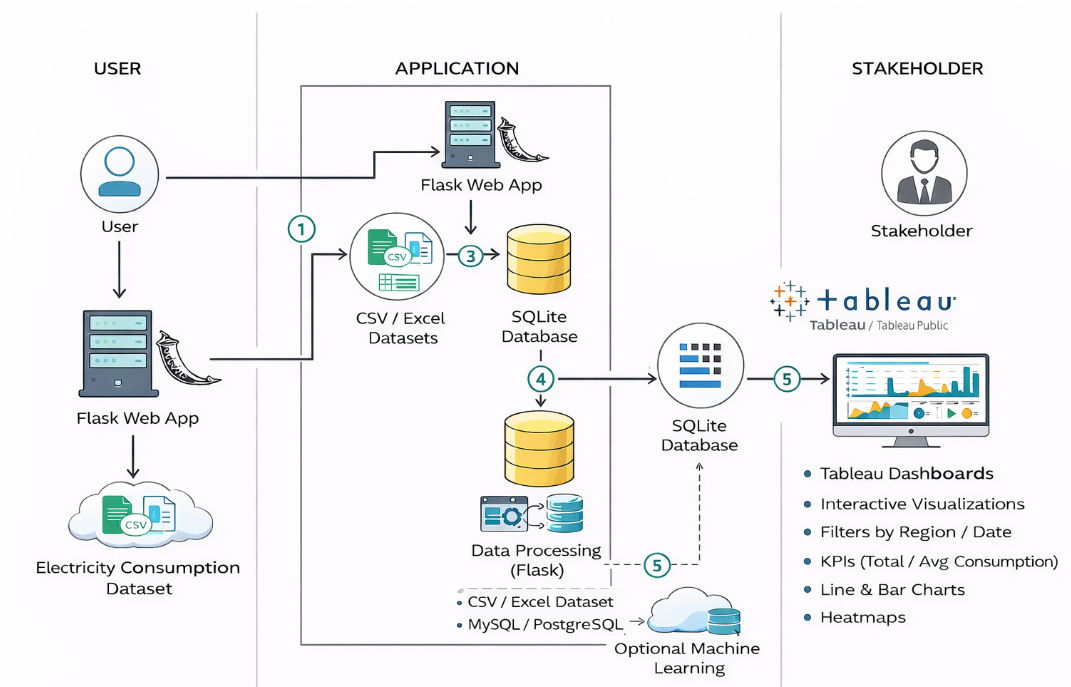 USER
APPLICATION
STAKEHOLDER
User
Flask Web App
Stakeholder
1
CSV
3
CSV / Excel
Datasets
SQLite
Database
tableau
Tableau / Tableau Public
4
5
Flask Web App
SQLite
Database
CSV
Electricity Consumption
Dataset
Data Processing
(Flask)
5
• CSV / Excel Dataset
• MySQL / PostgreSQL
Optional Machine
Learning
• Tableau Dashboards
• Interactive Visualizations
• Filters by Region / Date
• KPIs (Total / Avg Consumption)
• Line & Bar Charts
• Heatmaps